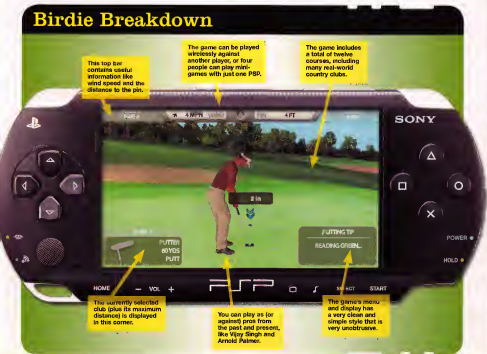 Birdie Breakdown
This top bar
contains useful
information like
wind speed and the
distance to the pin.
The game can be played
wirelessly against
another player, or four
people can play mini-
games with just one PSP.
The game includes
a total of twelve
courses, including
many real-world
country clubs.
4 MPH
4 FT
SONY
2 in
PUTTER
60 YDS
PUTT
PUTTING TIP
READING GREEN...
POWER
HOLD
HOME
- VOL +
PSP
SELECT
START
The currently selected
club (plus its maximum
distance) is displayed
in this corner.
You can play as (or
against) pros from
the past and present,
like Vijay Singh and
Arnold Palmer.
The game's menu
and display has
a very clean and
simple style that is
very unobtrusive.